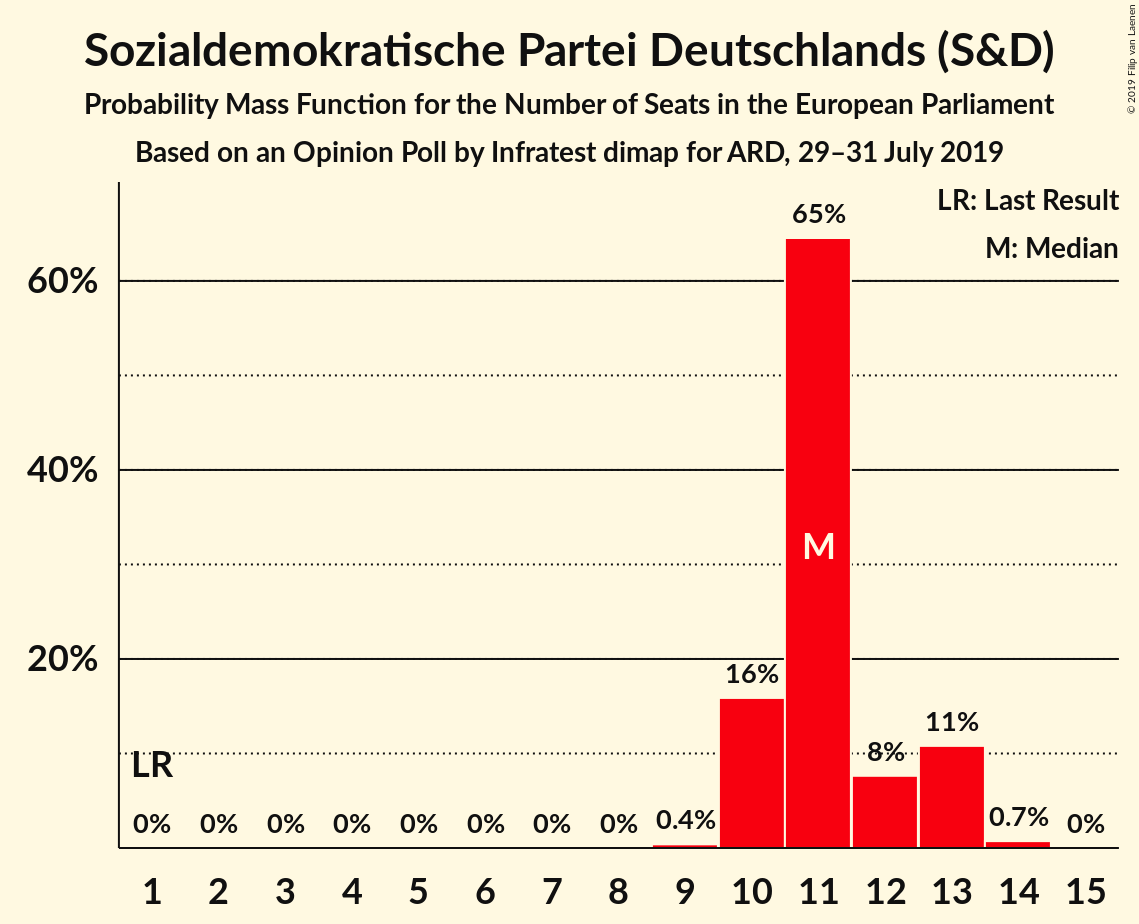 Sozialdemokratische Partei Deutschlands (S&D)
Probability Mass Function for the Number of Seats in the European Parliament
Based on an Opinion Poll by Infratest dimap for ARD, 29–31 July 2019
© 2019 Filip van Laenen
LR: Last Result
M: Median
65%
60%
40%
M
20%
16%
11%
8%
LR
0% 0% 0% 0% 0% 0% 0% 0% 0.4% 0.7% 0%
1 2 3 4 5 6 7 8 9 10 11 12 13 14 15